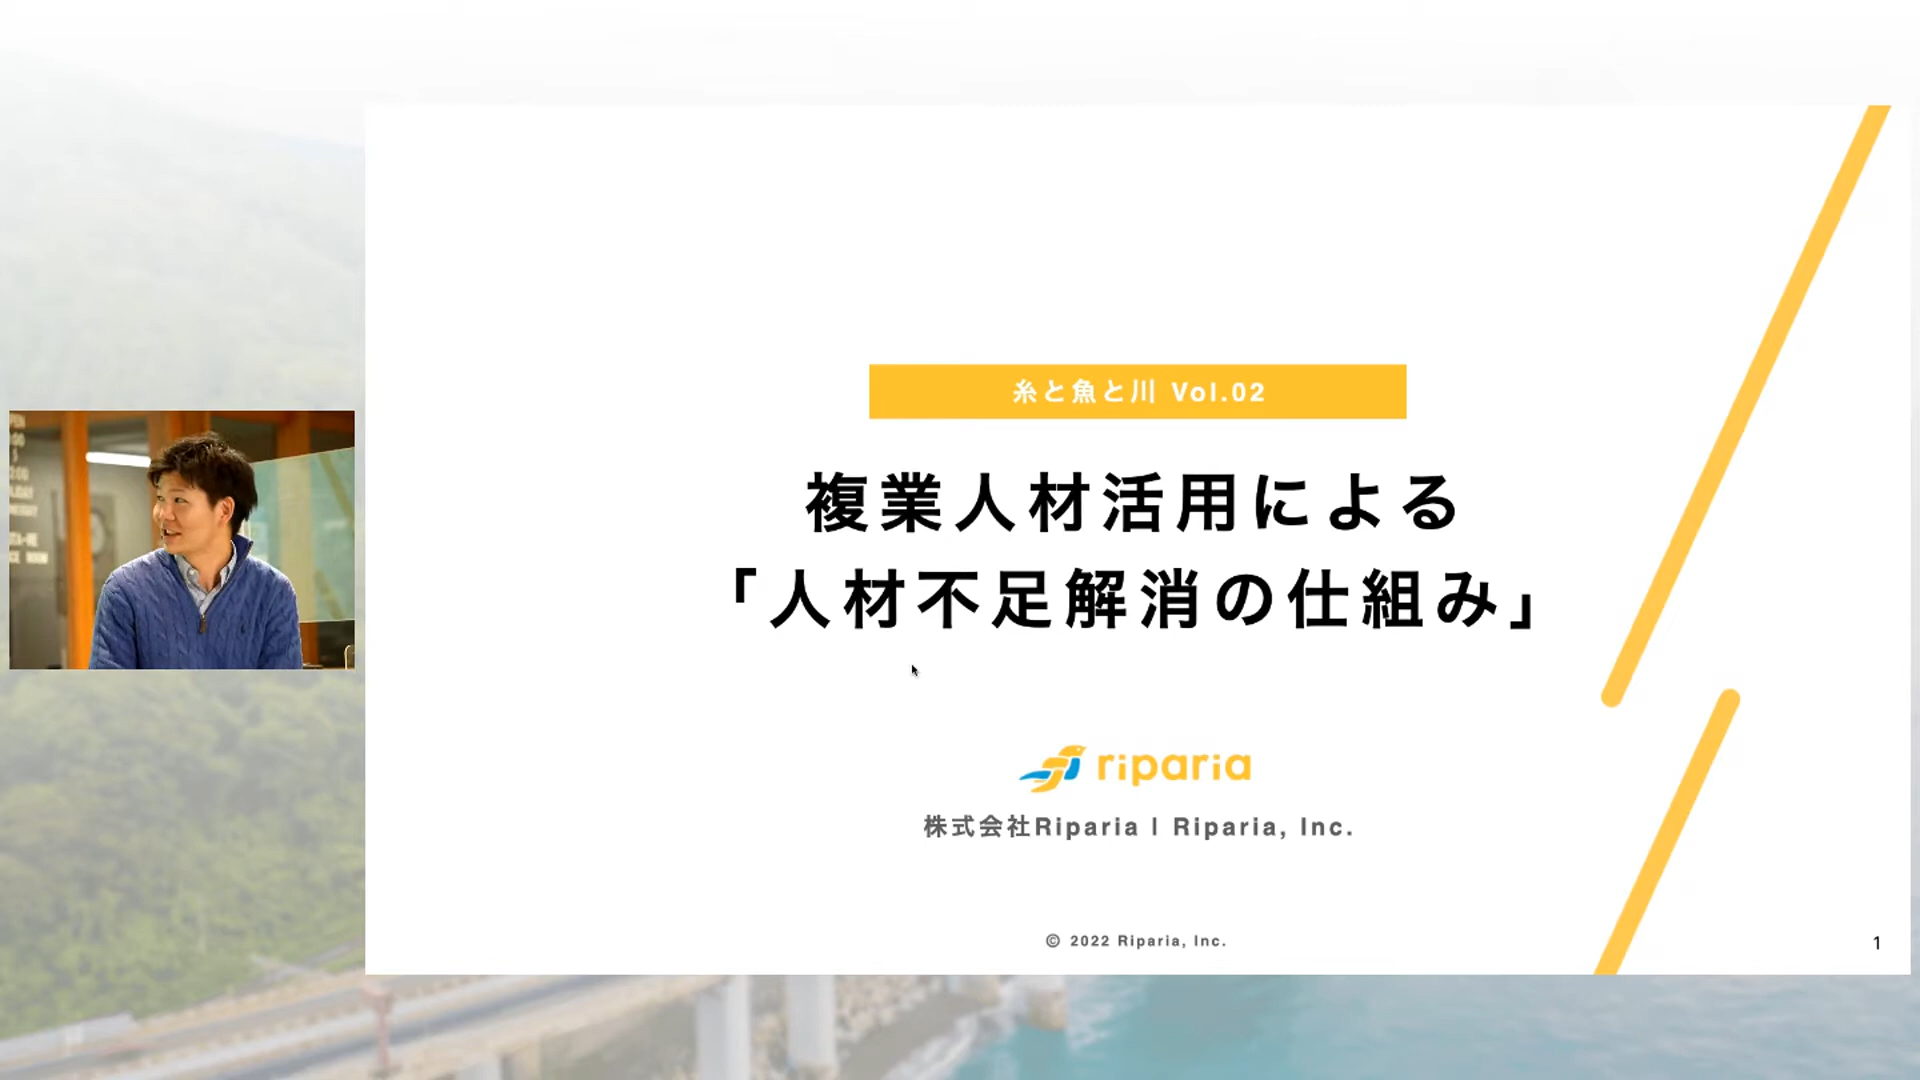 糸と魚と川 Vol.02
複業人材活用による
「人材不足解消の仕組み」
riparia
株式会社Riparia | Riparia, Inc.
© 2022 Riparia, Inc.
1